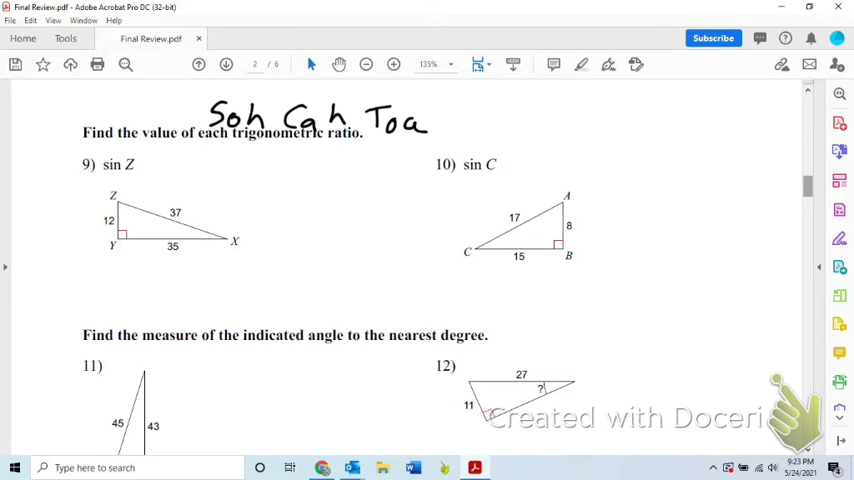 Final Review.pdf - Adobe Acrobat Pro DC (32-bit)
File Edit View Window Help
Home Tools Final Review.pdf × Subscribe
2 / 6 135%
Soh Cah Toa
Find the value of each trigonometric ratio.
9) sin Z
10) sin C
Z
37
12
Y
35
X
A
17
8
C
15
B
Find the measure of the indicated angle to the nearest degree.
11)
12)
45
43
27
?
11
Created with Doceri
Type here to search
9:23 PM
5/24/2021
4